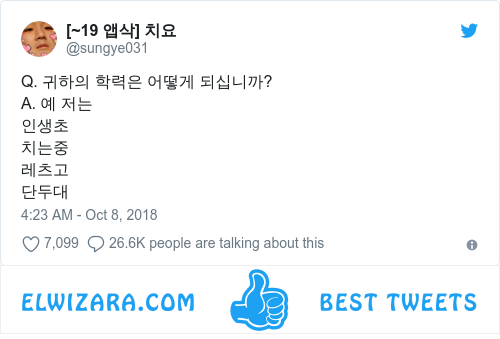 [~19 앱삭] 치요
@sungye031
Q. 귀하의 학력은 어떻게 되십니까?
A. 예 저는
인생초
치는중
레츠고
단두대
4:23 AM - Oct 8, 2018
7,099 26.6K people are talking about this
ELWIZARA.COM BEST TWEETS